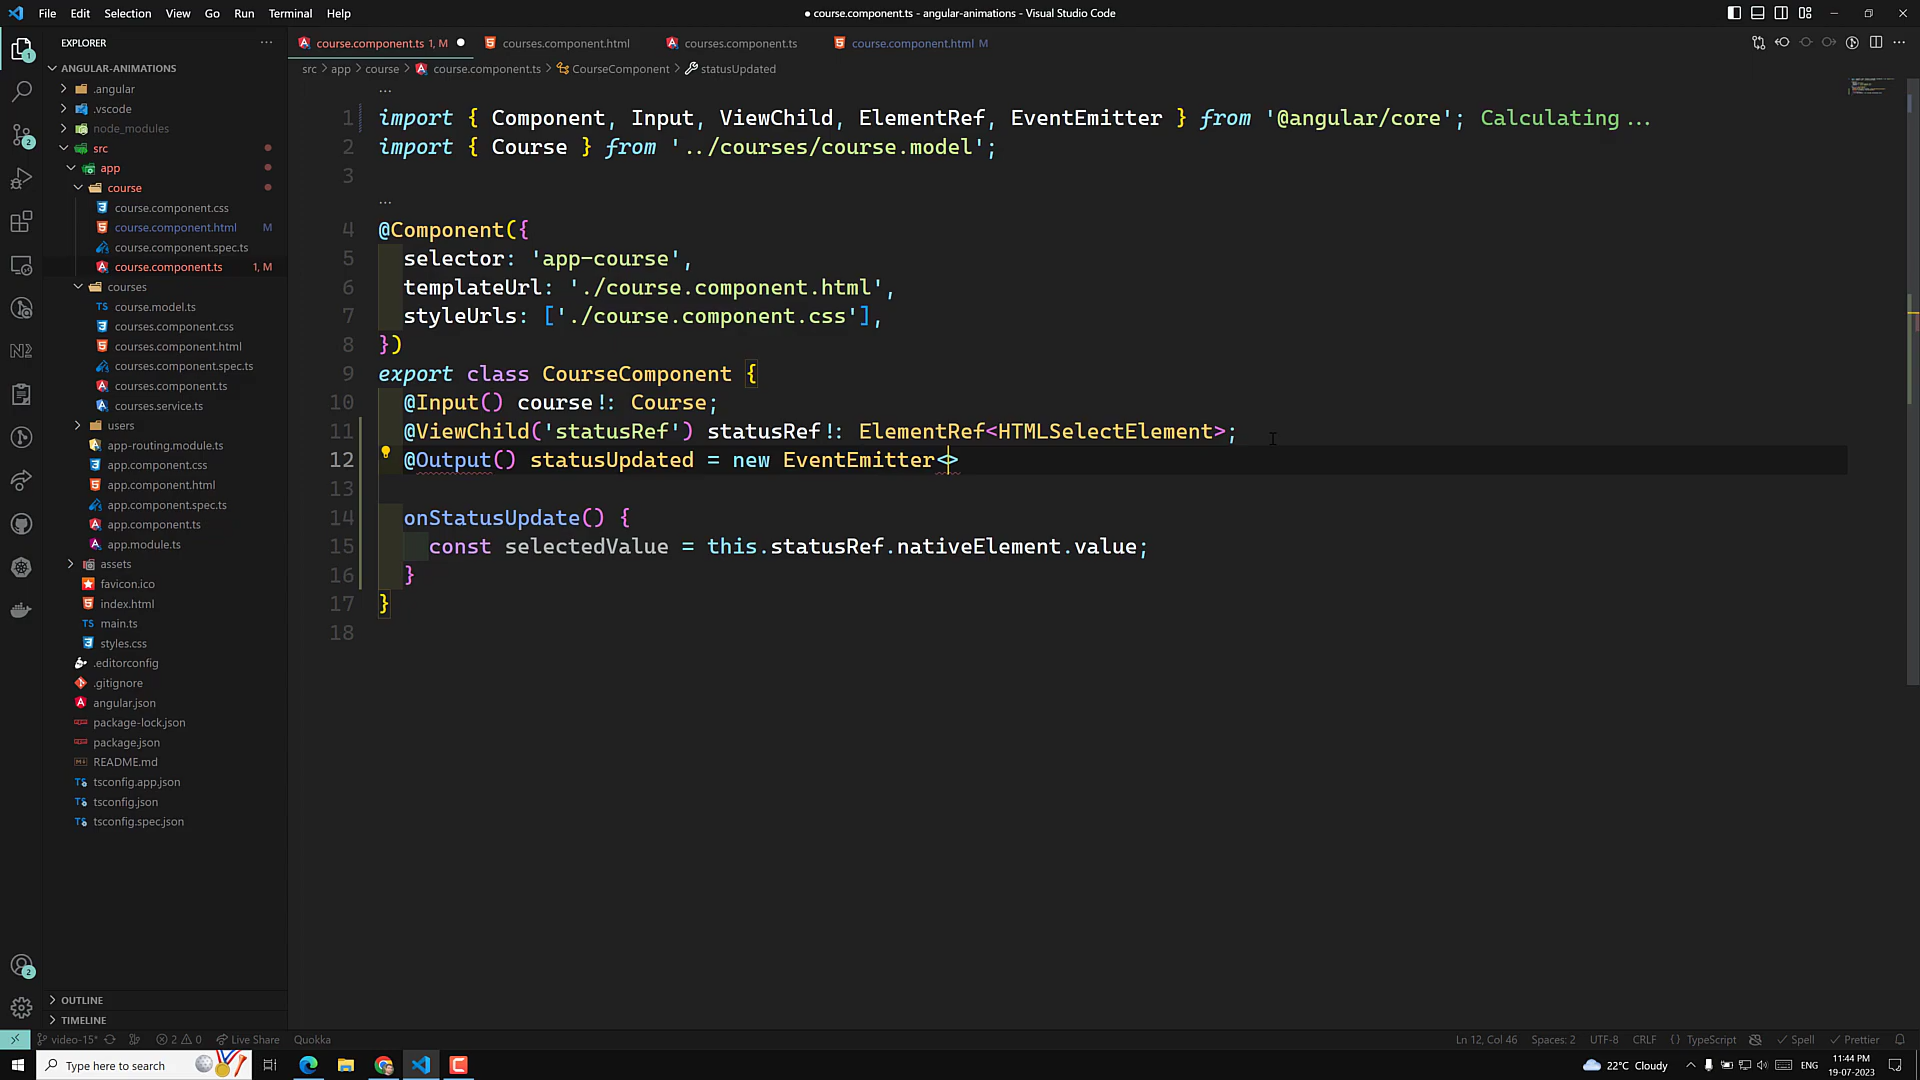 File Edit Selection View Go Run Terminal Help
● course.component.ts - angular-animations - Visual Studio Code
EXPLORER
course.component.ts 1, M
courses.component.html
courses.component.ts
course.component.html M
src > app > course > course.component.ts > CourseComponent > statusUpdated
ANGULAR-ANIMATIONS
.angular
.vscode
node_modules
src
app
course
course.component.css
course.component.html M
course.component.spec.ts
course.component.ts 1, M
courses
course.model.ts
courses.component.css
courses.component.html
courses.component.spec.ts
courses.component.ts
courses.service.ts
users
app-routing.module.ts
app.component.css
app.component.html
app.component.spec.ts
app.component.ts
app.module.ts
assets
favicon.ico
index.html
main.ts
styles.css
.editorconfig
.gitignore
angular.json
package-lock.json
package.json
README.md
tsconfig.app.json
tsconfig.json
tsconfig.spec.json
OUTLINE
TIMELINE
...
1 import { Component, Input, ViewChild, ElementRef, EventEmitter } from '@angular/core'; Calculating...
2 import { Course } from '../courses/course.model';
3
...
4 @Component({
5 selector: 'app-course',
6 templateUrl: './course.component.html',
7 styleUrls: ['./course.component.css'],
8 })
9 export class CourseComponent {
10 @Input() course!: Course;
11 @ViewChild('statusRef') statusRef!: ElementRef<HTMLSelectElement>;
12 @Output() statusUpdated = new EventEmitter<>
13
14 onStatusUpdate() {
15 const selectedValue = this.statusRef.nativeElement.value;
16 }
17 }
18
video-15* 2 0 Live Share Quokka
Ln 12, Col 46 Spaces: 2 UTF-8 CRLF { } TypeScript Spell Prettier
Type here to search
22°C Cloudy ENG 11:44 PM
19-07-2023